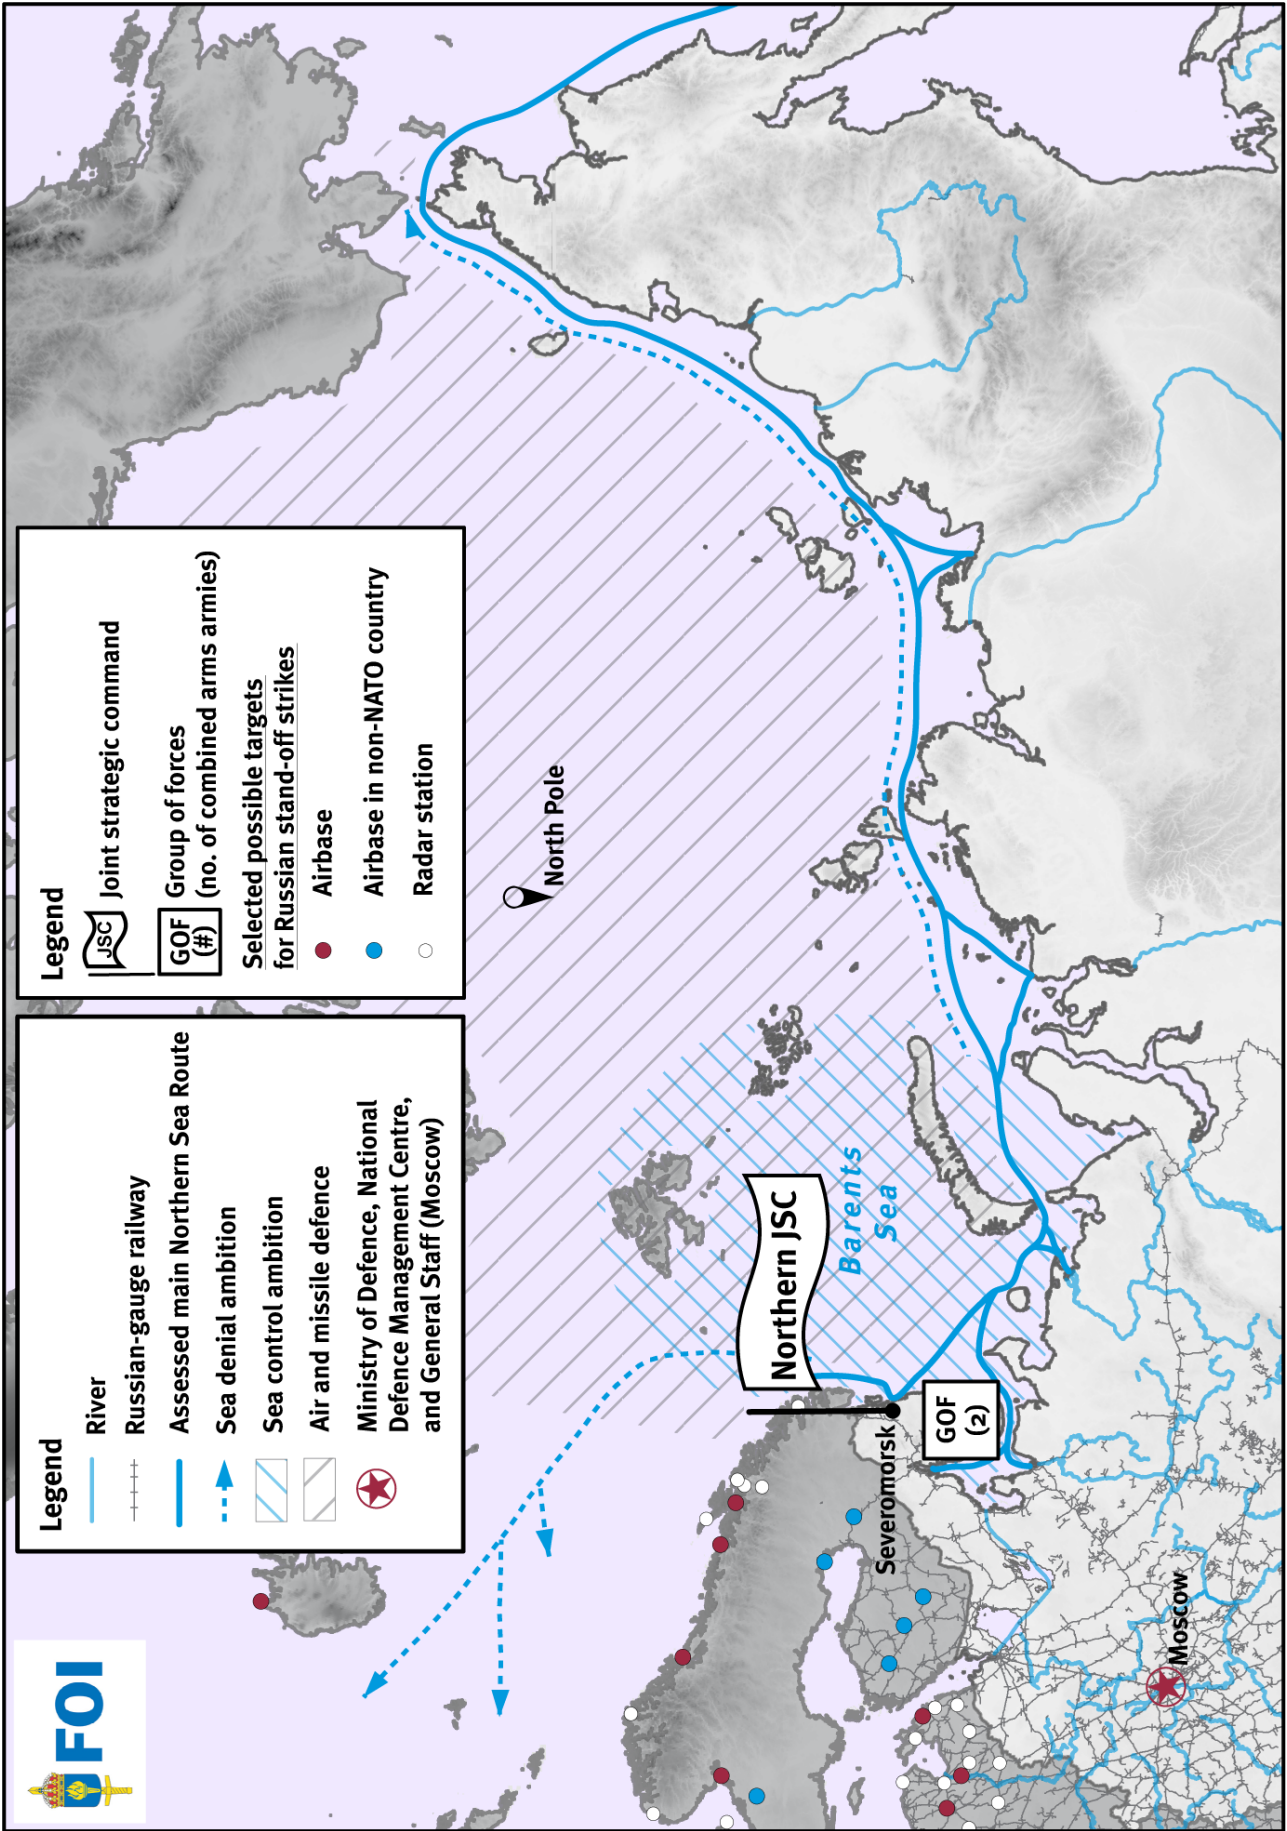 FOI
Legend
River
Russian-gauge railway
Assessed main Northern Sea Route
Sea denial ambition
Sea control ambition
Air and missile defence
Ministry of Defence, National
Defence Management Centre,
and General Staff (Moscow)
Legend
JSC
Joint strategic command
GOF
(#)
Group of forces
(no. of combined arms armies)
Selected possible targets
for Russian stand-off strikes
Airbase
Airbase in non-NATO country
Radar station
North Pole
Northern JSC
Barents
Sea
Severomorsk
GOF
(2)
Moscow